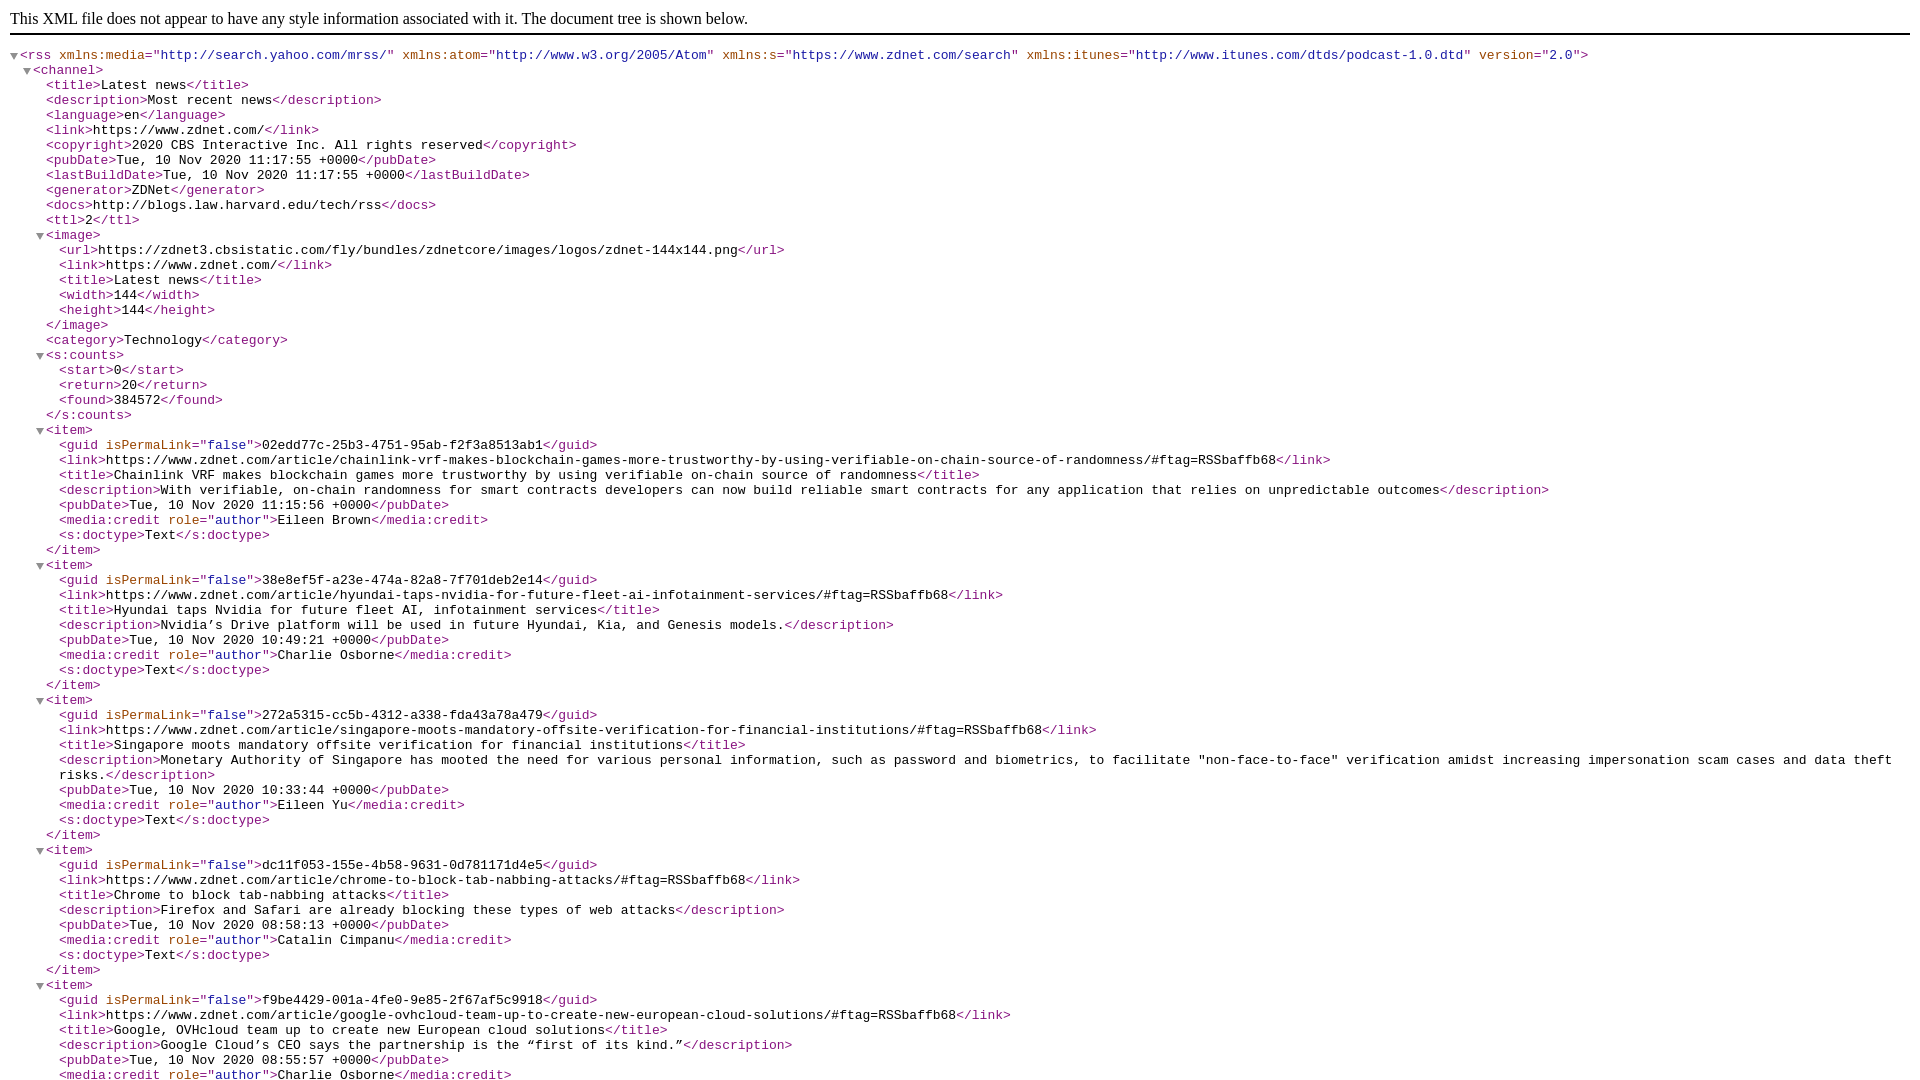 This XML file does not appear to have any style information associated with it. The document tree is shown below.
<rss xmlns:media="http://search.yahoo.com/mrss/" xmlns:atom="http://www.w3.org/2005/Atom" xmlns:s="https://www.zdnet.com/search" xmlns:itunes="http://www.itunes.com/dtds/podcast-1.0.dtd" version="2.0">
<channel>
<title>Latest news</title>
<description>Most recent news</description>
<language>en</language>
<link>https://www.zdnet.com/</link>
<copyright>2020 CBS Interactive Inc. All rights reserved</copyright>
<pubDate>Tue, 10 Nov 2020 11:17:55 +0000</pubDate>
<lastBuildDate>Tue, 10 Nov 2020 11:17:55 +0000</lastBuildDate>
<generator>ZDNet</generator>
<docs>http://blogs.law.harvard.edu/tech/rss</docs>
<ttl>2</ttl>
<image>
<url>https://zdnet3.cbsistatic.com/fly/bundles/zdnetcore/images/logos/zdnet-144x144.png</url>
<link>https://www.zdnet.com/</link>
<title>Latest news</title>
<width>144</width>
<height>144</height>
</image>
<category>Technology</category>
<s:counts>
<start>0</start>
<return>20</return>
<found>384572</found>
</s:counts>
<item>
<guid isPermaLink="false">02edd77c-25b3-4751-95ab-f2f3a8513ab1</guid>
<link>https://www.zdnet.com/article/chainlink-vrf-makes-blockchain-games-more-trustworthy-by-using-verifiable-on-chain-source-of-randomness/#ftag=RSSbaffb68</link>
<title>Chainlink VRF makes blockchain games more trustworthy by using verifiable on-chain source of randomness</title>
<description>With verifiable, on-chain randomness for smart contracts developers can now build reliable smart contracts for any application that relies on unpredictable outcomes</description>
<pubDate>Tue, 10 Nov 2020 11:15:56 +0000</pubDate>
<media:credit role="author">Eileen Brown</media:credit>
<s:doctype>Text</s:doctype>
</item>
<item>
<guid isPermaLink="false">38e8ef5f-a23e-474a-82a8-7f701deb2e14</guid>
<link>https://www.zdnet.com/article/hyundai-taps-nvidia-for-future-fleet-ai-infotainment-services/#ftag=RSSbaffb68</link>
<title>Hyundai taps Nvidia for future fleet AI, infotainment services</title>
<description>Nvidia’s Drive platform will be used in future Hyundai, Kia, and Genesis models.</description>
<pubDate>Tue, 10 Nov 2020 10:49:21 +0000</pubDate>
<media:credit role="author">Charlie Osborne</media:credit>
<s:doctype>Text</s:doctype>
</item>
<item>
<guid isPermaLink="false">272a5315-cc5b-4312-a338-fda43a78a479</guid>
<link>https://www.zdnet.com/article/singapore-moots-mandatory-offsite-verification-for-financial-institutions/#ftag=RSSbaffb68</link>
<title>Singapore moots mandatory offsite verification for financial institutions</title>
<description>Monetary Authority of Singapore has mooted the need for various personal information, such as password and biometrics, to facilitate "non-face-to-face" verification amidst increasing impersonation scam cases and data theft
risks.</description>
<pubDate>Tue, 10 Nov 2020 10:33:44 +0000</pubDate>
<media:credit role="author">Eileen Yu</media:credit>
<s:doctype>Text</s:doctype>
</item>
<item>
<guid isPermaLink="false">dc11f053-155e-4b58-9631-0d781171d4e5</guid>
<link>https://www.zdnet.com/article/chrome-to-block-tab-nabbing-attacks/#ftag=RSSbaffb68</link>
<title>Chrome to block tab-nabbing attacks</title>
<description>Firefox and Safari are already blocking these types of web attacks</description>
<pubDate>Tue, 10 Nov 2020 08:58:13 +0000</pubDate>
<media:credit role="author">Catalin Cimpanu</media:credit>
<s:doctype>Text</s:doctype>
</item>
<item>
<guid isPermaLink="false">f9be4429-001a-4fe0-9e85-2f67af5c9918</guid>
<link>https://www.zdnet.com/article/google-ovhcloud-team-up-to-create-new-european-cloud-solutions/#ftag=RSSbaffb68</link>
<title>Google, OVHcloud team up to create new European cloud solutions</title>
<description>Google Cloud’s CEO says the partnership is the “first of its kind.”</description>
<pubDate>Tue, 10 Nov 2020 08:55:57 +0000</pubDate>
<media:credit role="author">Charlie Osborne</media:credit>